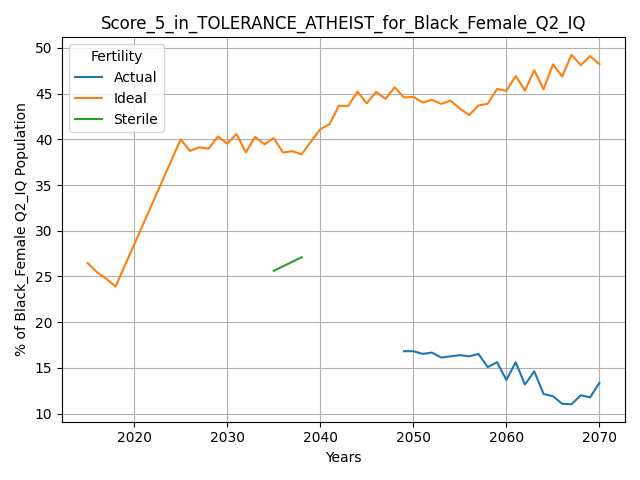 Score_5_in_TOLERANCE_ATHEIST_for_Black_Female_Q2_IQ
Fertility
Actual
Ideal
Sterile
% of Black_Female Q2_IQ Population
50
45
40
35
30
25
20
15
10
2020 2030 2040 2050 2060 2070
Years